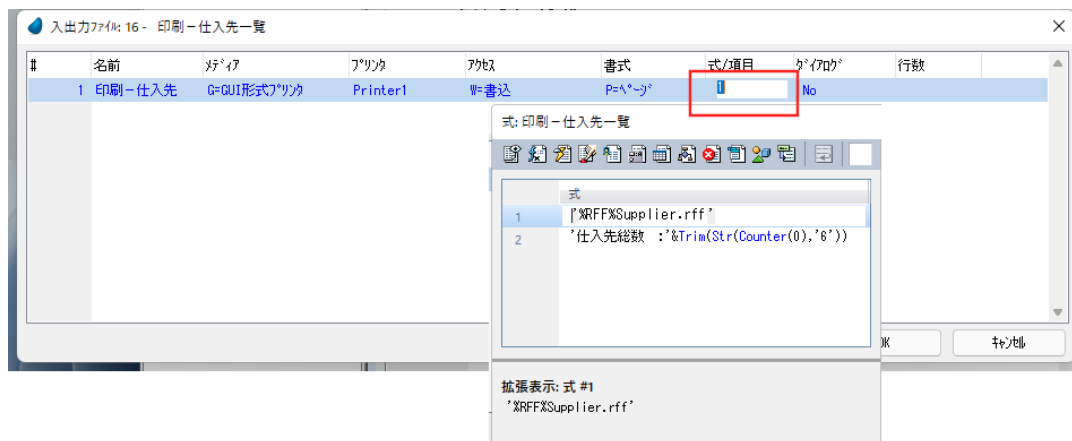 入出力ﾌｧｲﾙ: 16 - 印刷－仕入先一覧
# 名前 ﾒﾃﾞｨｱ ﾌﾟﾘﾝﾀ ｱｸｾｽ 書式 式/項目 ﾀﾞｲｱﾛｸﾞ 行数
1 印刷－仕入先 G=GUI形式ﾌﾟﾘﾝﾀ Printer1 W=書込 P=ﾍﾟｰｼﾞ 1 No
式: 印刷－仕入先一覧
式
1 '%RFF%Supplier.rff'
2 '仕入先総数　:'&Trim(Str(Counter(0),'6'))
ｷｬﾝｾﾙ
拡張表示: 式 #1
'%RFF%Supplier.rff'